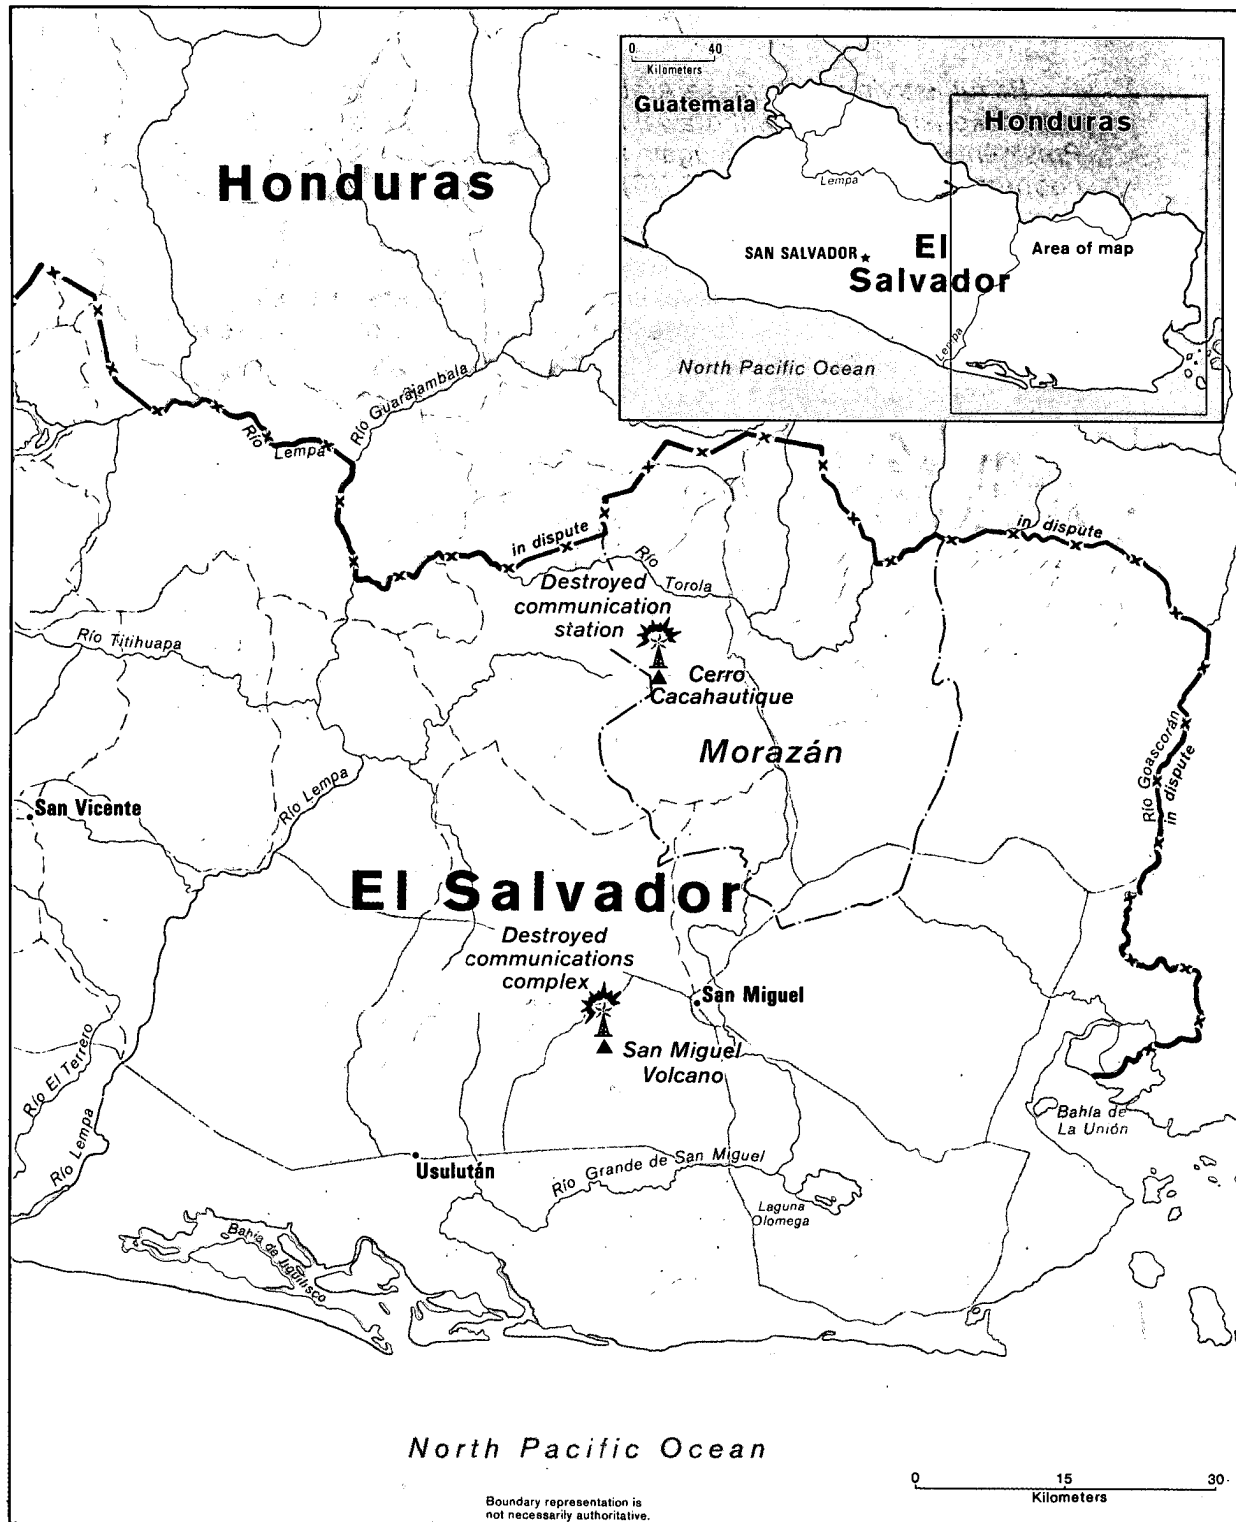 0 40
Kilometers
Guatemala
Honduras
Lempa
SAN SALVADOR
El
Salvador
Area of map
Lempa
North Pacific Ocean
Honduras
Río Guarajambala
Río
Lempa
in dispute
in dispute
Río
Torola
Destroyed
communication
station
Cerro
Cacahautique
Río Titihuapa
Morazán
Río Goascorán
in dispute
Río Lempa
San Vicente
El Salvador
Destroyed
communications
complex
San Miguel
San Miguel
Volcano
Río El Terrero
Río Lempa
Bahía de
La Unión
Usulután
Río Grande de San Miguel
Laguna
Olomega
Bahía de Jiquilisco
North Pacific Ocean
0 15 30
Kilometers
Boundary representation is
not necessarily authoritative.